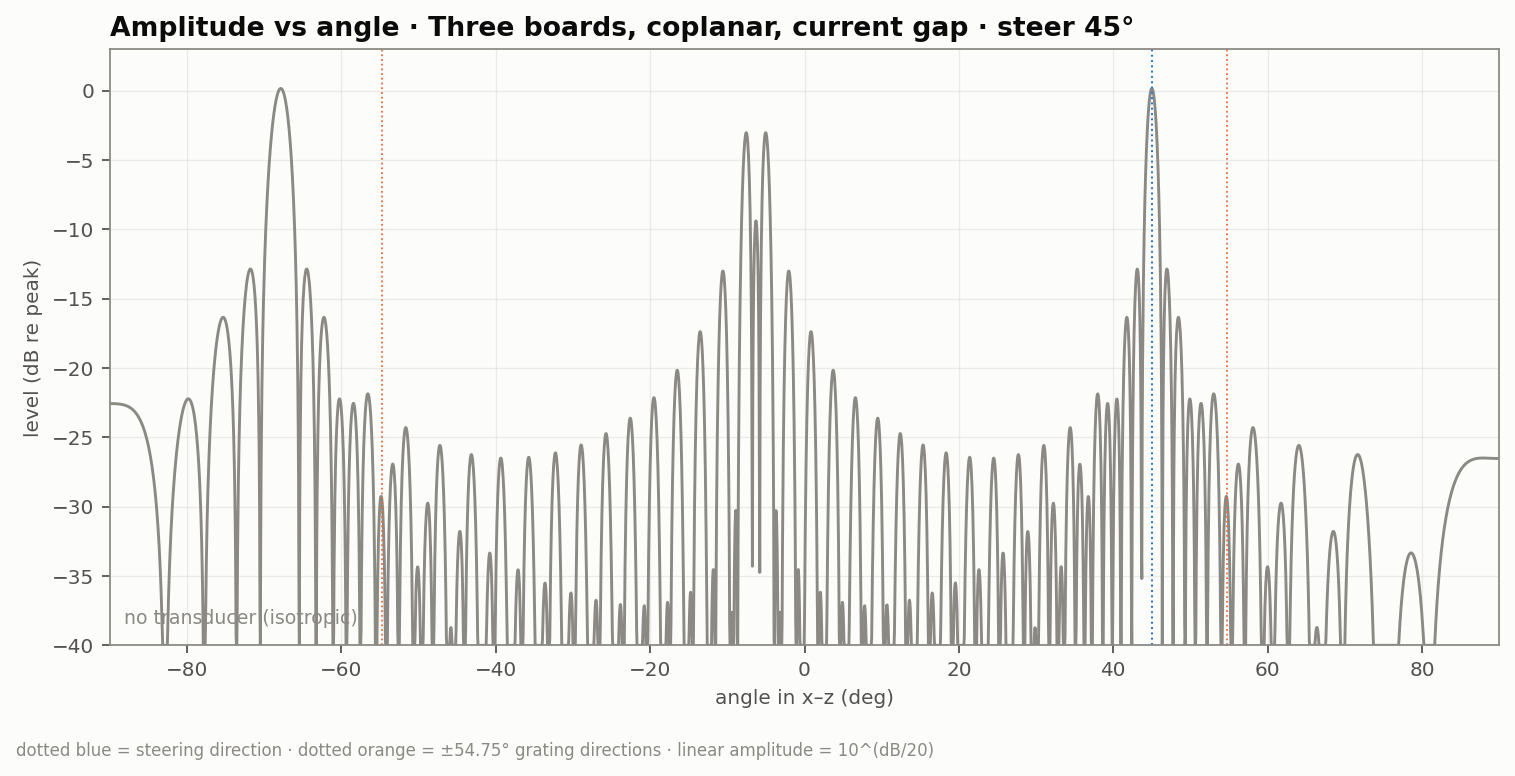 Amplitude vs angle · Three boards, coplanar, current gap · steer 45°
level (dB re peak)
0
−5
−10
−15
−20
−25
−30
−35
−40
no transducer (isotropic)
−80 −60 −40 −20 0 20 40 60 80
angle in x–z (deg)
dotted blue = steering direction · dotted orange = ±54.75° grating directions · linear amplitude = 10^(dB/20)